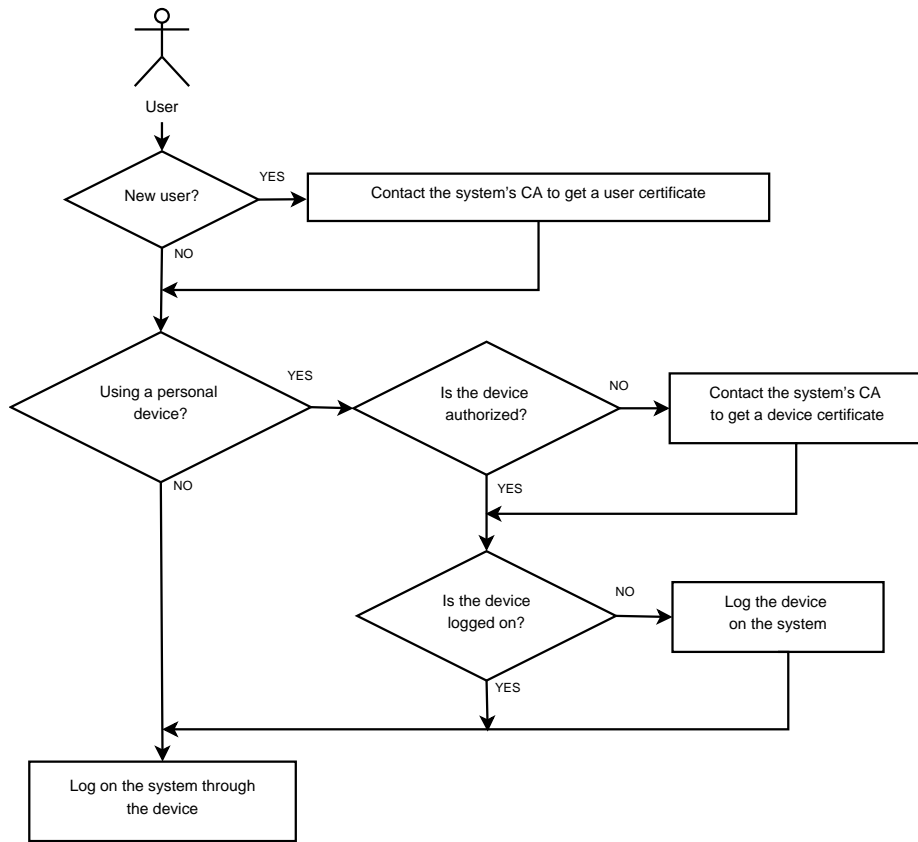 User
New user?
YES
Contact the system's CA to get a user certificate
NO
Using a personal
device?
YES
Is the device
authorized?
NO
Contact the system's CA
to get a device certificate
NO
YES
Is the device
logged on?
NO
Log the device
on the system
YES
Log on the system through
the device